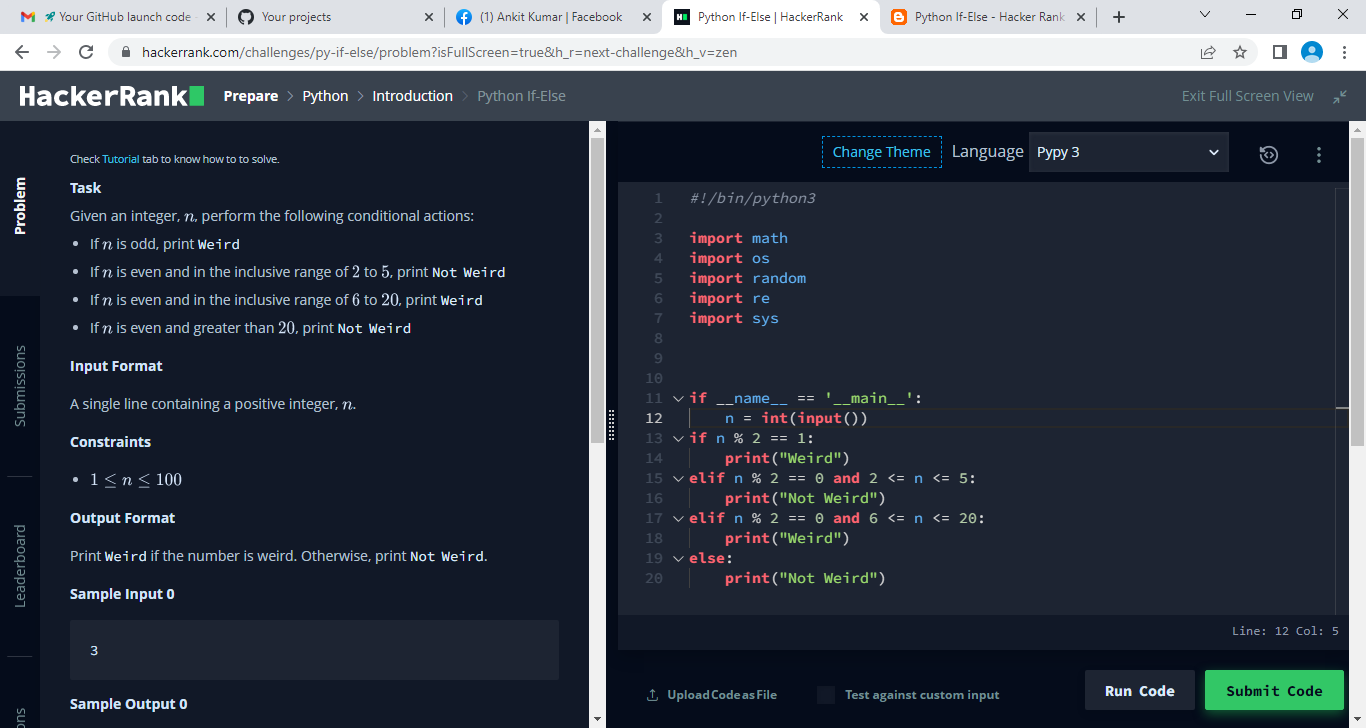 🚀 Your GitHub launch code
Your projects
(1) Ankit Kumar | Facebook
Python If-Else | HackerRank
Python If-Else - Hacker Rank
hackerrank.com/challenges/py-if-else/problem?isFullScreen=true&h_r=next-challenge&h_v=zen
HackerRank
Prepare > Python > Introduction > Python If-Else
Exit Full Screen View
Problem
Submissions
Leaderboard
Check Tutorial tab to know how to to solve.
Task
Given an integer, n, perform the following conditional actions:
• If n is odd, print Weird
• If n is even and in the inclusive range of 2 to 5, print Not Weird
• If n is even and in the inclusive range of 6 to 20, print Weird
• If n is even and greater than 20, print Not Weird
Input Format
A single line containing a positive integer, n.
Constraints
• 1 ≤ n ≤ 100
Output Format
Print Weird if the number is weird. Otherwise, print Not Weird.
Sample Input 0
3
Sample Output 0
Change Theme
Language
Pypy 3
1 #!/bin/python3
2
3 import math
4 import os
5 import random
6 import re
7 import sys
8
9
10
11 if __name__ == '__main__':
12     n = int(input())
13 if n % 2 == 1:
14     print("Weird")
15 elif n % 2 == 0 and 2 <= n <= 5:
16     print("Not Weird")
17 elif n % 2 == 0 and 6 <= n <= 20:
18     print("Weird")
19 else:
20     print("Not Weird")
Line: 12 Col: 5
Upload Code as File
Test against custom input
Run Code
Submit Code